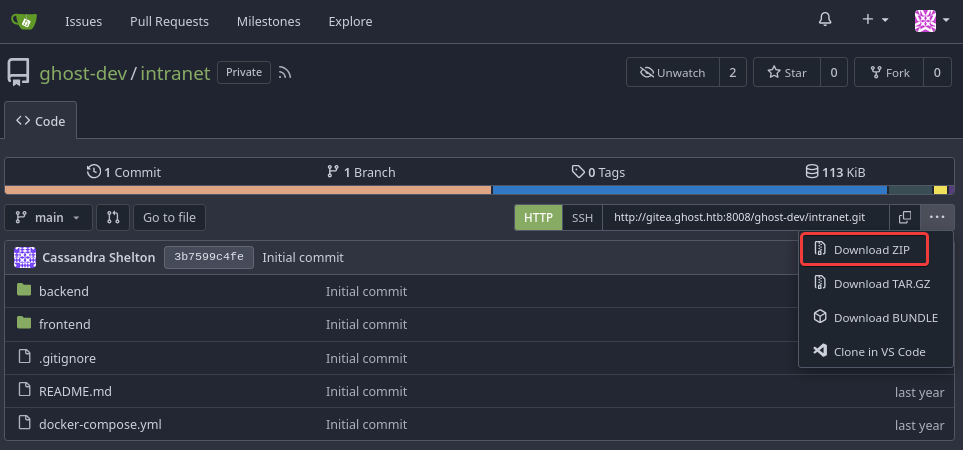 Issues Pull Requests Milestones Explore
ghost-dev / intranet Private Unwatch 2 Star 0 Fork 0
Code
1 Commit 1 Branch 0 Tags 113 KiB
main Go to file HTTP SSH http://gitea.ghost.htb:8008/ghost-dev/intranet.git
Cassandra Shelton 3b7599c4fe Initial commit
Download ZIP
backend Initial commit
Download TAR.GZ
frontend Initial commit
Download BUNDLE
.gitignore Initial commit
Clone in VS Code
README.md Initial commit last year
docker-compose.yml Initial commit last year